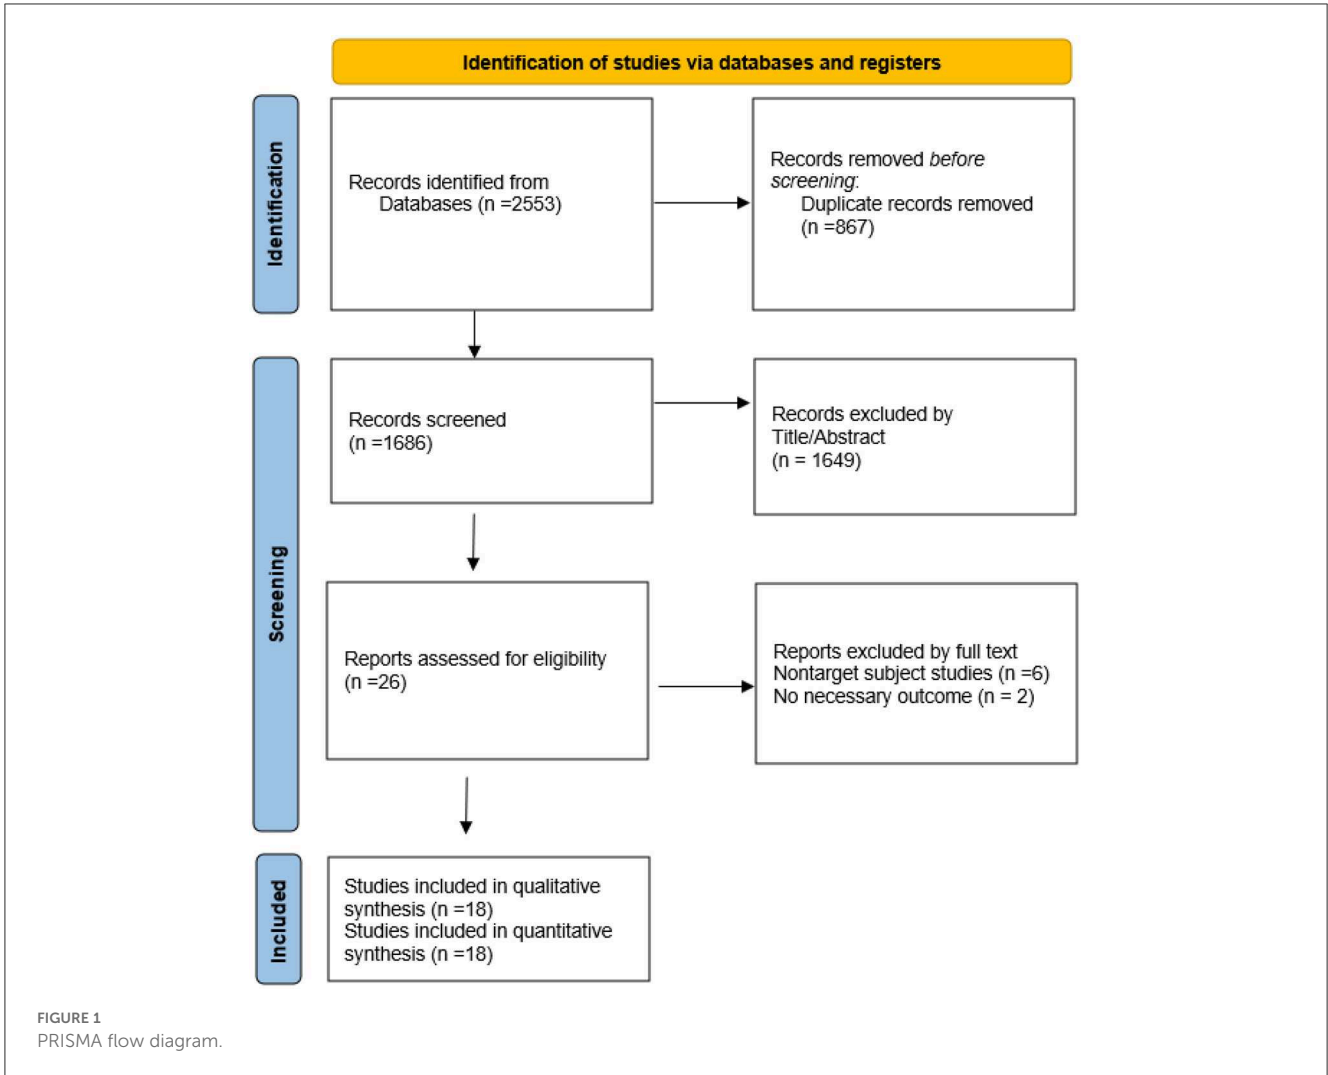 Identification of studies via databases and registers
Identification
Records identified from
Databases (n =2553)
Records removed before
screening:
Duplicate records removed
(n =867)
Screening
Records screened
(n =1686)
Records excluded by
Title/Abstract
(n = 1649)
Reports assessed for eligibility
(n =26)
Reports excluded by full text
Nontarget subject studies (n =6)
No necessary outcome (n = 2)
Included
Studies included in qualitative
synthesis (n =18)
Studies included in quantitative
synthesis (n =18)
FIGURE 1
PRISMA flow diagram.